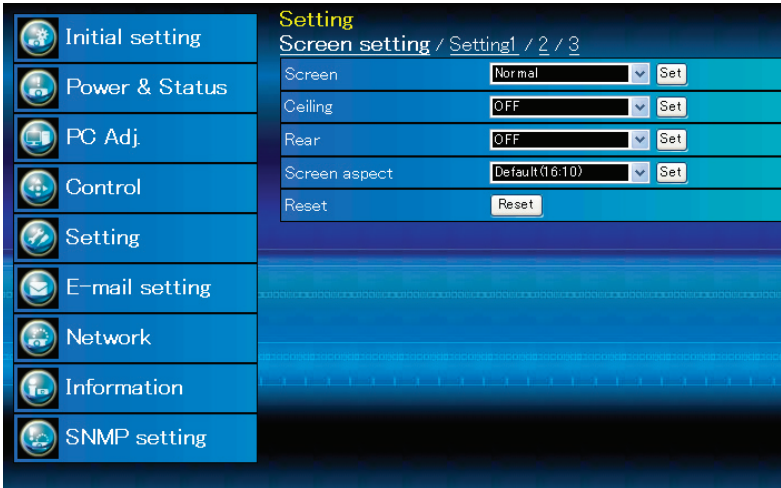 Initial setting
Power & Status
PC Adj.
Control
Setting
E-mail setting
Network
Information
SNMP setting
Setting
Screen setting / Setting1 / 2 / 3
Screen Normal Set
Ceiling OFF Set
Rear OFF Set
Screen aspect Default(16:10) Set
Reset Reset